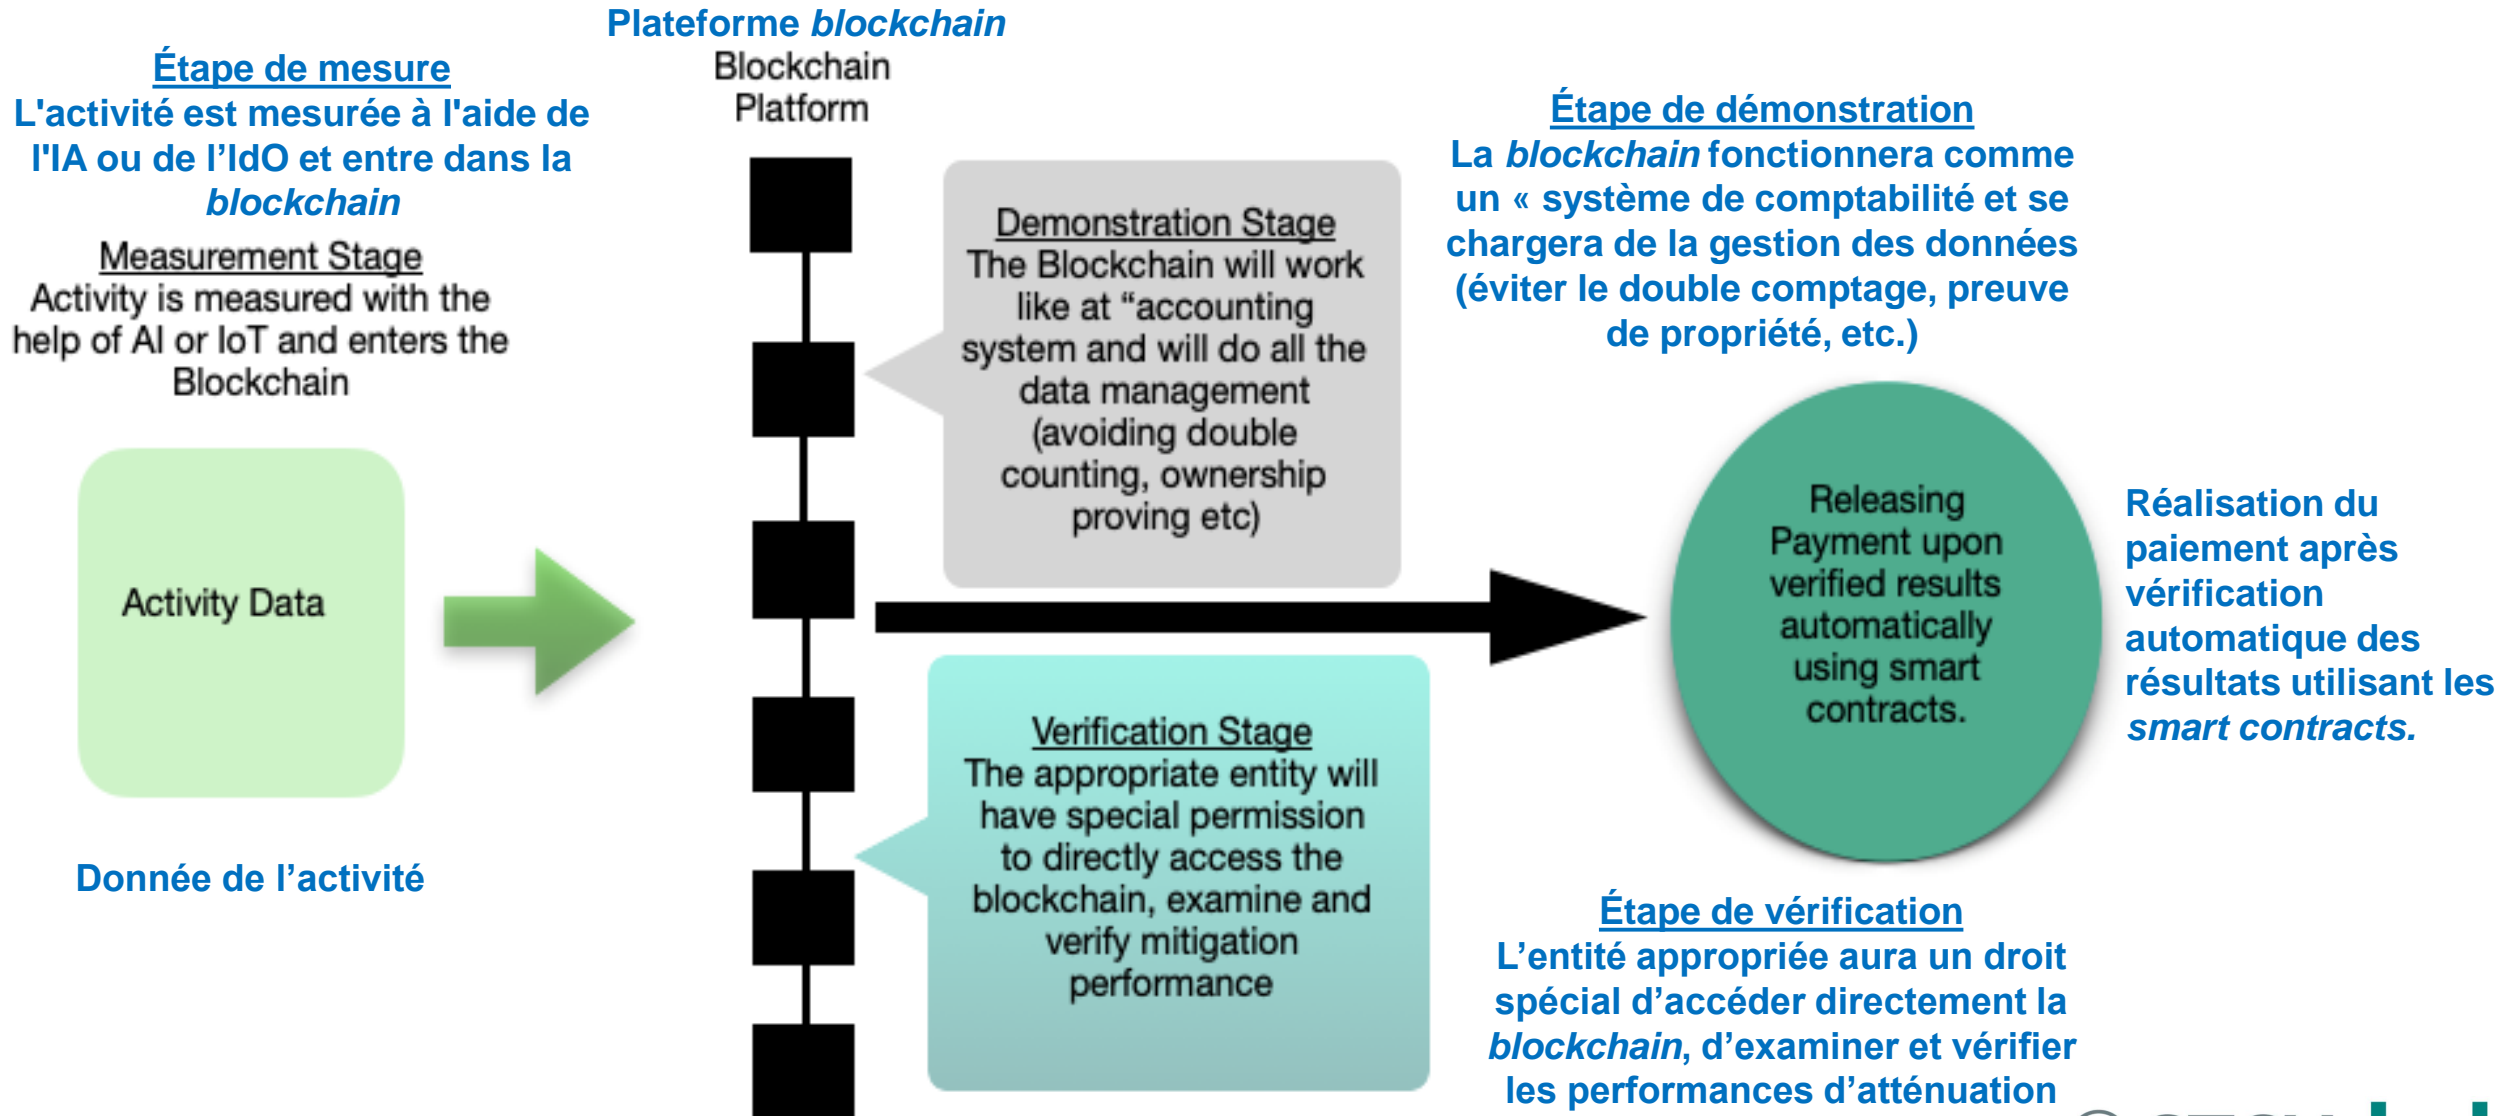 Plateforme blockchain
Blockchain
Platform
Étape de mesure
L'activité est mesurée à l'aide de
l'IA ou de l’IdO et entre dans la
blockchain
Measurement Stage
Activity is measured with the
help of AI or IoT and enters the
Blockchain
Activity Data
Donnée de l’activité
Demonstration Stage
The Blockchain will work
like at “accounting
system and will do all the
data management
(avoiding double
counting, ownership
proving etc)
Verification Stage
The appropriate entity will
have special permission
to directly access the
blockchain, examine and
verify mitigation
performance
Étape de démonstration
La blockchain fonctionnera comme
un « système de comptabilité et se
chargera de la gestion des données
(éviter le double comptage, preuve
de propriété, etc.)
Releasing
Payment upon
verified results
automatically
using smart
contracts.
Réalisation du
paiement après
vérification
automatique des
résultats utilisant les
smart contracts.
Étape de vérification
L’entité appropriée aura un droit
spécial d’accéder directement la
blockchain, d’examiner et vérifier
les performances d’atténuation